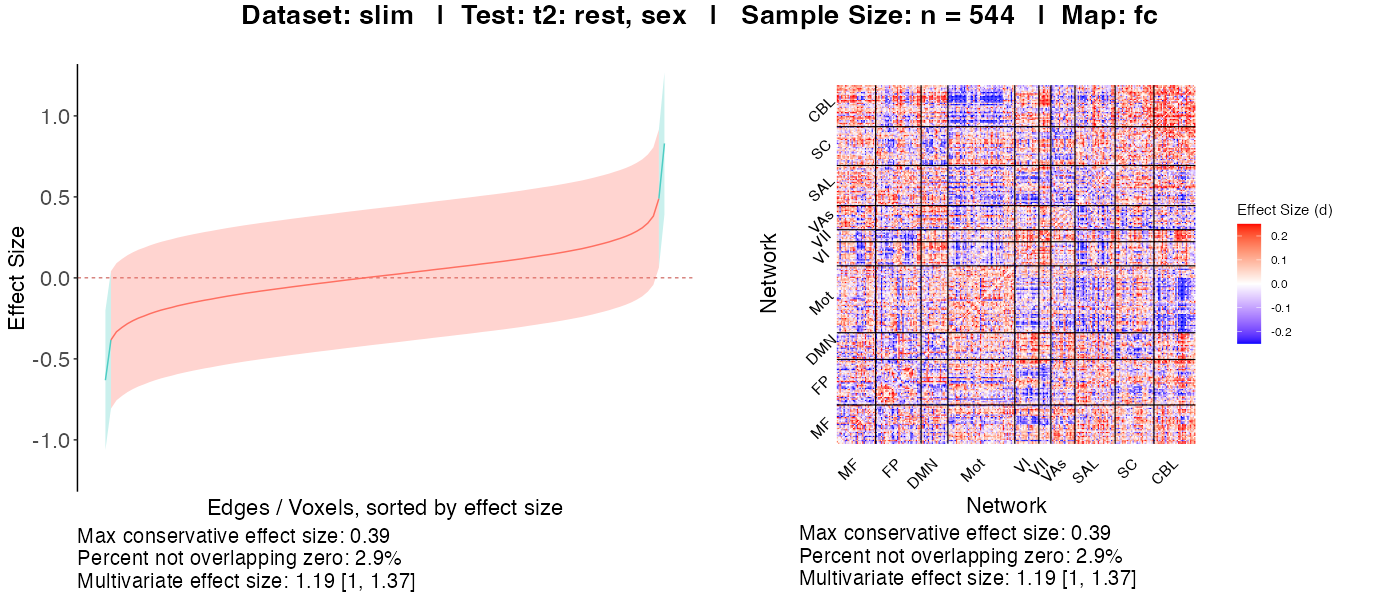 Dataset: slim | Test: t2: rest, sex | Sample Size: n = 544 | Map: fc
Effect Size
1.0
0.5
0.0
-0.5
-1.0
Edges / Voxels, sorted by effect size
Max conservative effect size: 0.39
Percent not overlapping zero: 2.9%
Multivariate effect size: 1.19 [1, 1.37]
Network
CBL
SC
SAL
VAs
VII
VI
Mot
DMN
FP
MF
MF
FP
DMN
Mot
VI
VII
VAs
SAL
SC
CBL
Network
Max conservative effect size: 0.39
Percent not overlapping zero: 2.9%
Multivariate effect size: 1.19 [1, 1.37]
Effect Size (d)
0.2
0.1
0.0
-0.1
-0.2